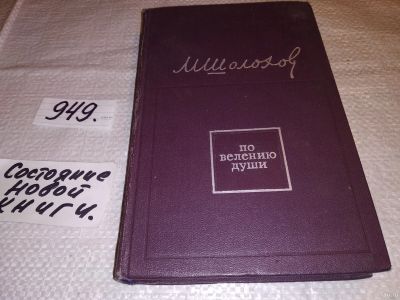 М.Шолохов
по
велению
души
949.
Состояние
новой
книги.